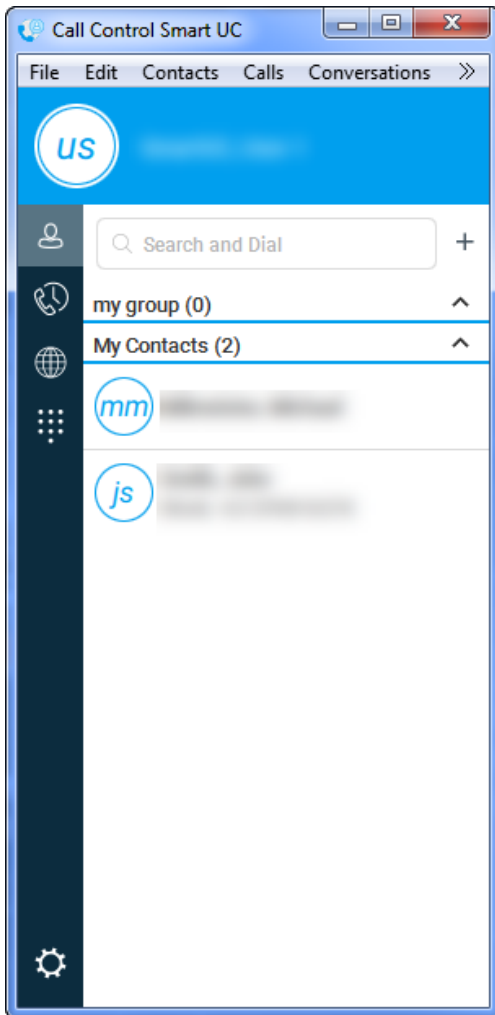 Call Control Smart UC
File Edit Contacts Calls Conversations »
us
Search and Dial
my group (0)
My Contacts (2)
mm
js